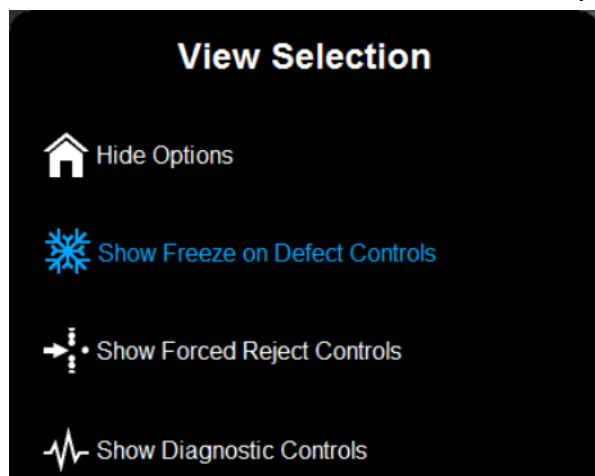 View Selection
Hide Options
Show Freeze on Defect Controls
Show Forced Reject Controls
Show Diagnostic Controls